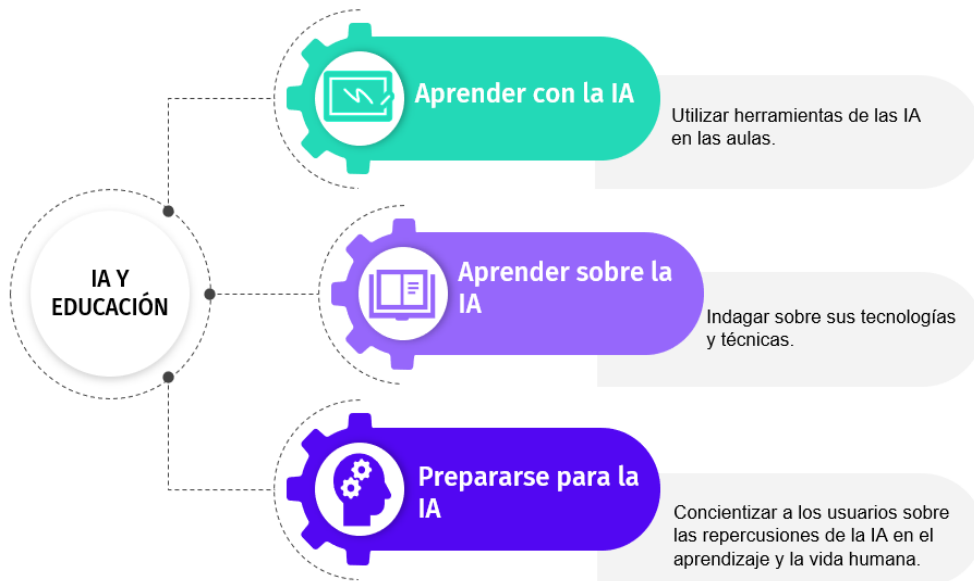 IA Y
EDUCACIÓN
Aprender con la IA
Utilizar herramientas de las IA
en las aulas.
Aprender sobre la
IA
Indagar sobre sus tecnologías
y técnicas.
Prepararse para la
IA
Concientizar a los usuarios sobre
las repercusiones de la IA en el
aprendizaje y la vida humana.